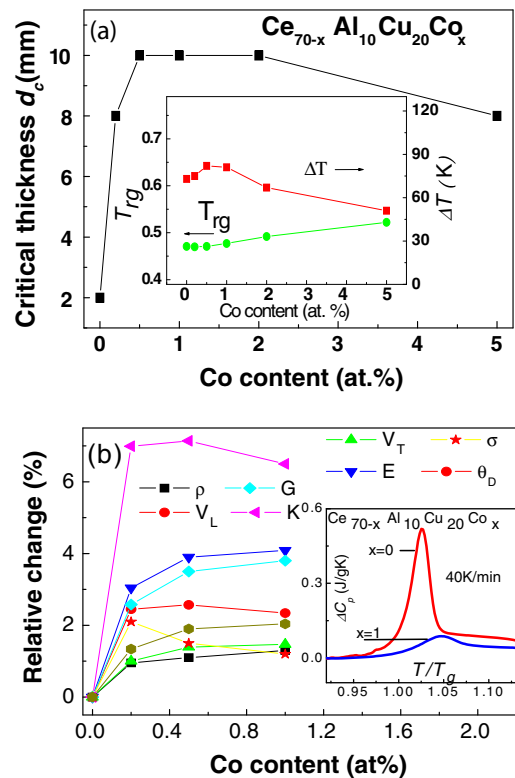 (a)
Ce70-x Al10Cu20Cox
Critical thickness dc(mm)
10
8
6
4
2
0 1 2 3 4 5
Co content (at.%)
Trg
0.7
0.6
0.5
0.4
ΔT
Trg
120
90
60
30
0
ΔT ( K)
0 1 2 3 4 5
Co content (at. %)
(b)
Relative change (%)
6
4
2
0
0.0 0.4 0.8 1.2 1.6 2.0
Co content (at%)
ρ
VL
G
K
VT
E
σ
θD
Ce70-x Al10Cu20Cox
0.6
0.3
0.0
ΔCp (J/gK)
x=0
x=1
40K/min
0.95 1.00 1.05 1.10
T/Tg